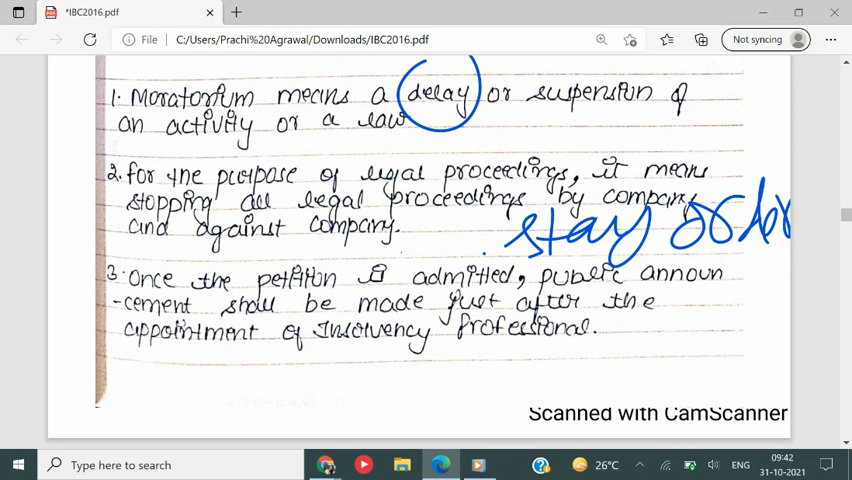 *IBC2016.pdf
File C:/Users/Prachi%20Agrawal/Downloads/IBC2016.pdf Not syncing
1. Moratorium means a delay or suspension of
an activity or a law
2. for the purpose of legal proceedings, it means
stopping all legal proceedings by company
and against company.
stay order
3. Once the petition is admitted, public announ
-cement shall be made just after the
appointment of Insolvency Professional.
Scanned with CamScanner
Type here to search
26°C
ENG
09:42
31-10-2021